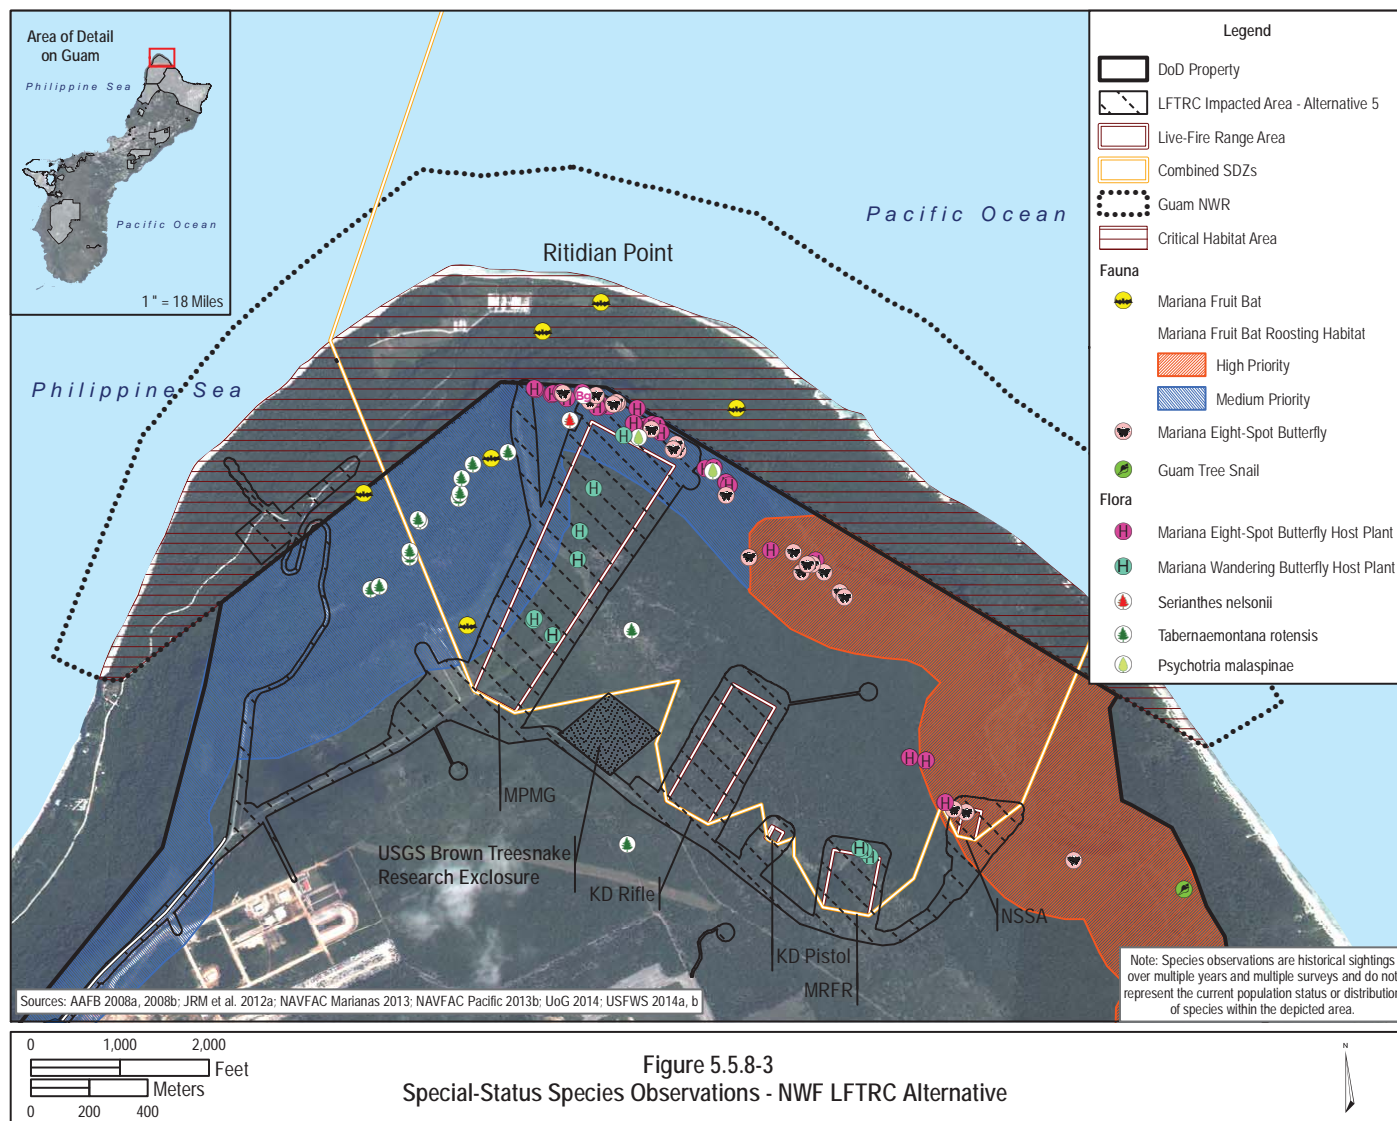 Area of Detail
on Guam
Philippine Sea
Pacific Ocean
1 " = 18 Miles
Pacific Ocean
Ritidian Point
Philippine Sea
Bg
H
MPMG
USGS Brown Treesnake
Research Exclosure
KD Rifle
KD Pistol
MRFR
NSSA
Legend
DoD Property
LFTRC Impacted Area - Alternative 5
Live-Fire Range Area
Combined SDZs
Guam NWR
Critical Habitat Area
Fauna
Mariana Fruit Bat
Mariana Fruit Bat Roosting Habitat
High Priority
Medium Priority
Mariana Eight-Spot Butterfly
Guam Tree Snail
Flora
H Mariana Eight-Spot Butterfly Host Plant
H Mariana Wandering Butterfly Host Plant
Serianthes nelsonii
Tabernaemontana rotensis
Psychotria malaspinae
Note: Species observations are historical sightings
over multiple years and multiple surveys and do not
represent the current population status or distribution
of species within the depicted area.
Sources: AAFB 2008a, 2008b; JRM et al. 2012a; NAVFAC Marianas 2013; NAVFAC Pacific 2013b; UoG 2014; USFWS 2014a, b
0 1,000 2,000
Feet
Meters
0 200 400
Figure 5.5.8-3
Special-Status Species Observations - NWF LFTRC Alternative
N